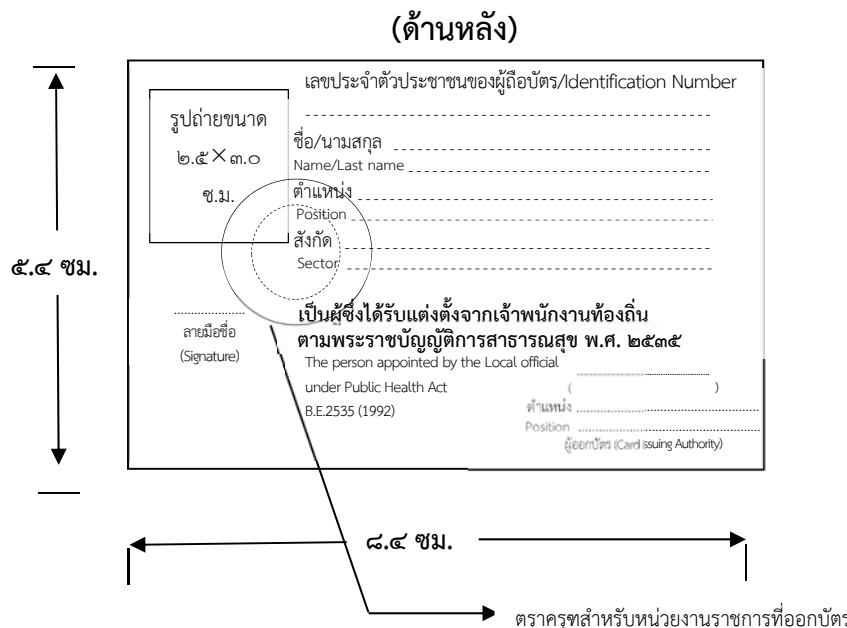 (ด้านหลัง)
เลขประจำตัวประชาชนของผู้ถือบัตร/Identification Number
รูปถ่ายขนาด
๒.๕×๓.๐
ซ.ม.
ชื่อ/นามสกุล
Name/Last name
ตำแหน่ง
Position
สังกัด
Sector
๕.๔ ซม.
ลายมือชื่อ
(Signature)
เป็นผู้ซึ่งได้รับแต่งตั้งจากเจ้าพนักงานท้องถิ่น
ตามพระราชบัญญัติการสาธารณสุข พ.ศ. ๒๕๓๕
The person appointed by the Local official
under Public Health Act
B.E.2535 (1992)
( )
ตำแหน่ง
Position
ผู้ออกบัตร (Card Issuing Authority)
๘.๔ ซม.
ตราครุฑสำหรับหน่วยงานราชการที่ออกบัตร